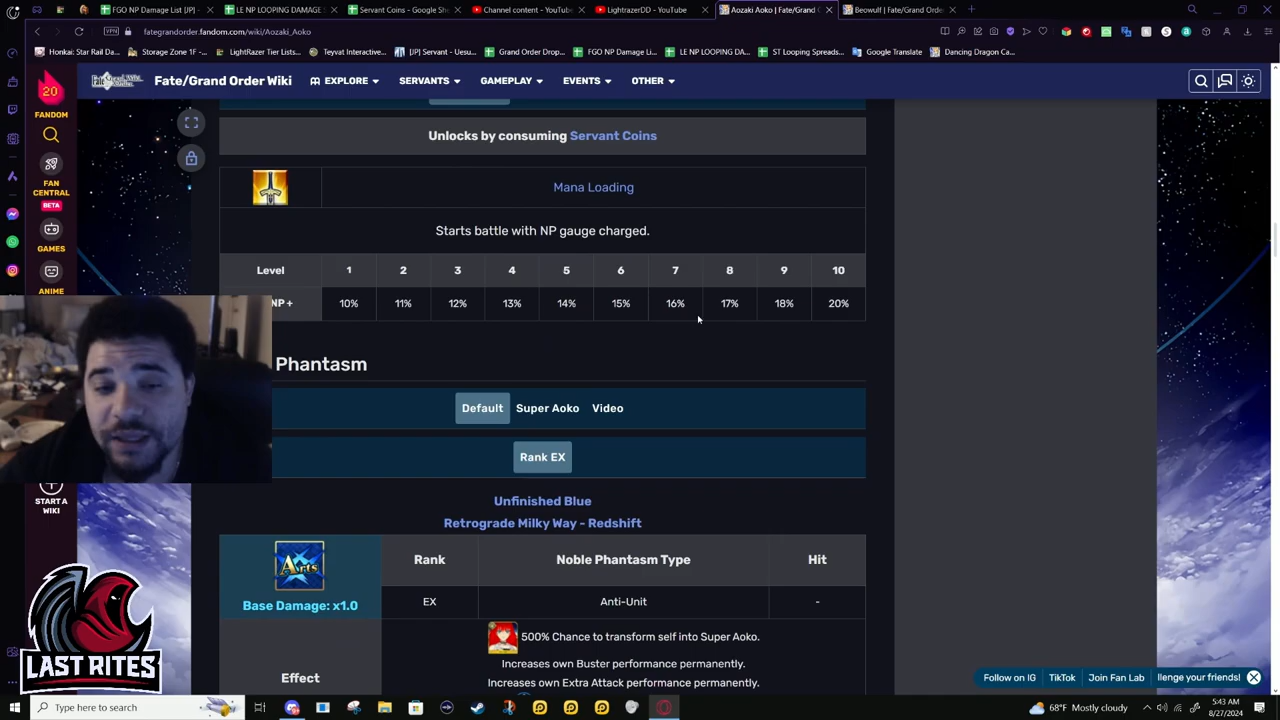 FGO NP Damage List [JP] - G
LE NP LOOPING DAMAGE
Servant Coins - Google She
Channel content - YouTube
LightrazerDD - YouTube
Aozaki Aoko | Fate/Grand
Beowulf | Fate/Grand Orde
VPN
fategrandorder.fandom.com/wiki/Aozaki_Aoko
Honkai: Star Rail Da...
Storage Zone 1F -...
LightRazer Tier Lists...
Teyvat Interactive...
[JP] Servant - Uesu...
Grand Order Drop...
FGO NP Damage Li...
LE NP LOOPING DA...
ST Looping Spreads...
Google Translate
Dancing Dragon Ca...
20
FANDOM
FAN
CENTRAL
BETA
GAMES
ANIME
START A
WIKI
Fate/Grand Order Wiki
EXPLORE
SERVANTS
GAMEPLAY
EVENTS
OTHER
Unlocks by consuming Servant Coins
Mana Loading
Starts battle with NP gauge charged.
Level 1 2 3 4 5 6 7 8 9 10
NP + 10% 11% 12% 13% 14% 15% 16% 17% 18% 20%
Phantasm
Default Super Aoko Video
Rank EX
Unfinished Blue
Retrograde Milky Way - Redshift
Arts
Base Damage: x1.0
Rank Noble Phantasm Type Hit
EX Anti-Unit -
Effect
500% Chance to transform self into Super Aoko.
Increases own Buster performance permanently.
Increases own Extra Attack performance permanently.
Follow on IG
TikTok
Join Fan Lab
llenge your friends!
LAST RITES
Type here to search
68°F Mostly cloudy
5:43 AM
8/27/2024